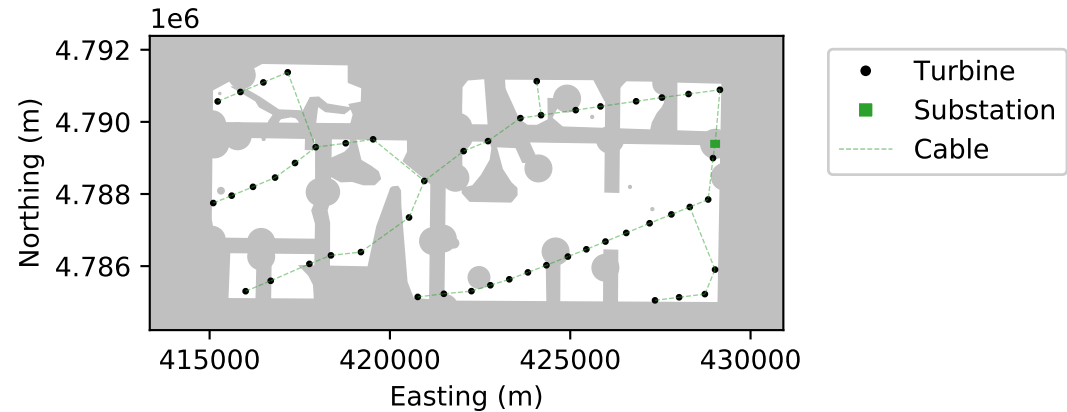 1e6
4.792
4.790
4.788
4.786
Northing (m)
415000 420000 425000 430000
Easting (m)
Turbine
Substation
Cable